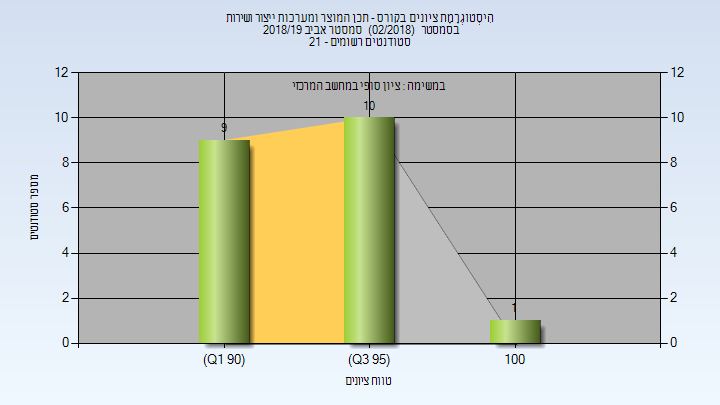 הִיסְטוֹגְרָמַת ציונים בקורס - תכן המוצר ומערכות ייצור ושירות
בסמסטר (02/2018) סמסטר אביב 2018/19
סטודנטים רשומים - 21
במשימה : ציון סופי במחשב המרכזי
12 12
10 10
8 8
6 6
4 4
2 2
0 0
9
10
1
מספר סטודנטים
(Q1 90) (Q3 95) 100
טווח ציונים